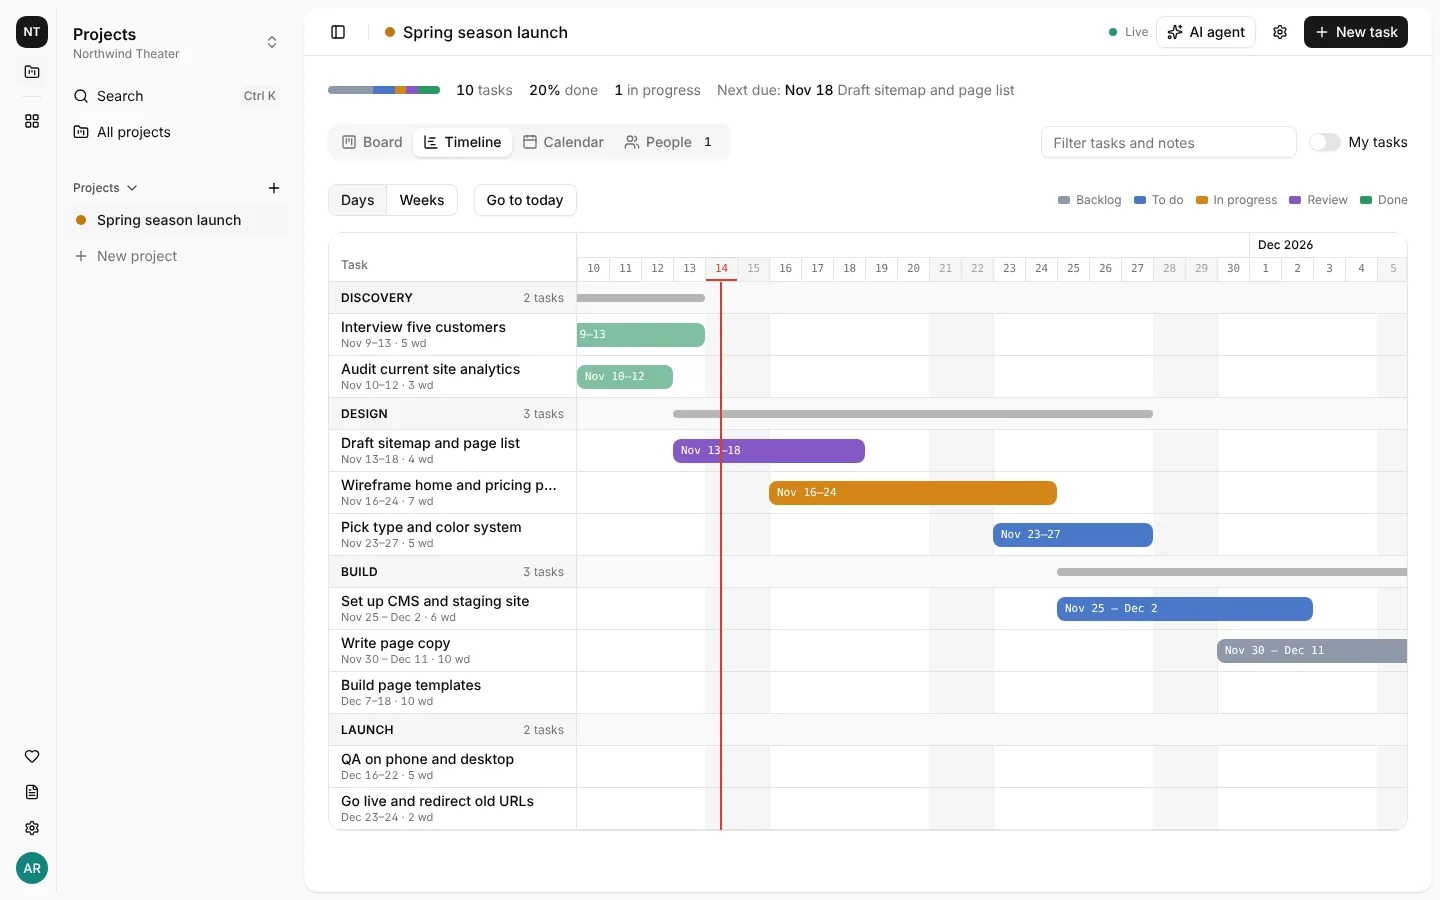 NT
Projects
Northwind Theater
Search Ctrl K
All projects
Projects
Spring season launch
New project
AR
Spring season launch
Live
AI agent
New task
10 tasks 20% done 1 in progress Next due: Nov 18 Draft sitemap and page list
Board Timeline Calendar People 1
Filter tasks and notes
My tasks
Days Weeks Go to today
Backlog To do In progress Review Done
Dec 2026
Task
10 11 12 13 14 15 16 17 18 19 20 21 22 23 24 25 26 27 28 29 30 1 2 3 4 5
DISCOVERY 2 tasks
Interview five customers
Nov 9–13 · 5 wd
9–13
Audit current site analytics
Nov 10–12 · 3 wd
Nov 10–12
DESIGN 3 tasks
Draft sitemap and page list
Nov 13–18 · 4 wd
Nov 13–18
Wireframe home and pricing p…
Nov 16–24 · 7 wd
Nov 16–24
Pick type and color system
Nov 23–27 · 5 wd
Nov 23–27
BUILD 3 tasks
Set up CMS and staging site
Nov 25 – Dec 2 · 6 wd
Nov 25 – Dec 2
Write page copy
Nov 30 – Dec 11 · 10 wd
Nov 30 – Dec 11
Build page templates
Dec 7–18 · 10 wd
LAUNCH 2 tasks
QA on phone and desktop
Dec 16–22 · 5 wd
Go live and redirect old URLs
Dec 23–24 · 2 wd